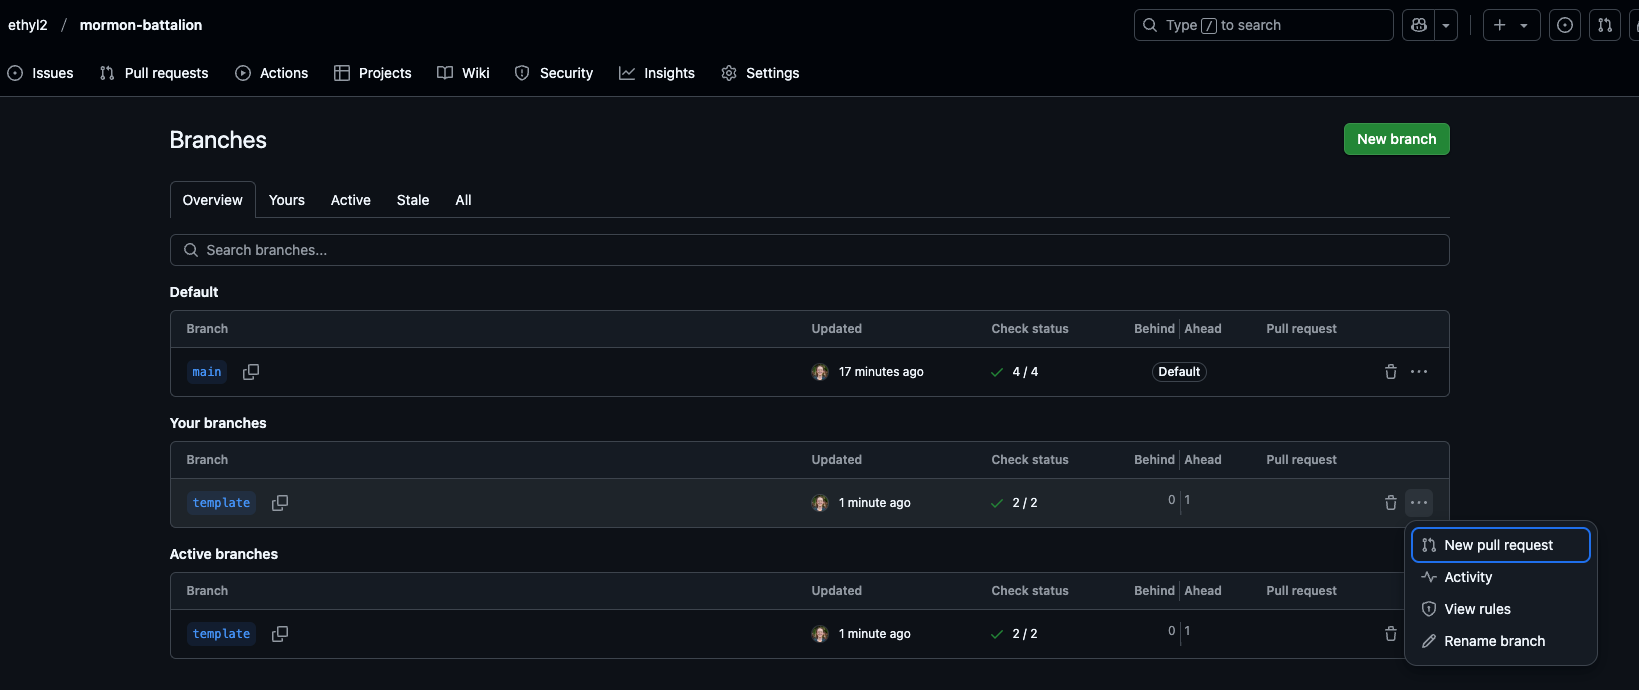 ethyl2 / mormon-battalion
Type / to search
Issues Pull requests Actions Projects Wiki Security Insights Settings
Branches
New branch
Overview Yours Active Stale All
Search branches...
Default
Branch Updated Check status Behind Ahead Pull request
main 17 minutes ago 4 / 4 Default
Your branches
Branch Updated Check status Behind Ahead Pull request
template 1 minute ago 2 / 2 0 1
New pull request
Activity
View rules
Rename branch
Active branches
Branch Updated Check status Behind Ahead Pull request
template 1 minute ago 2 / 2 0 1